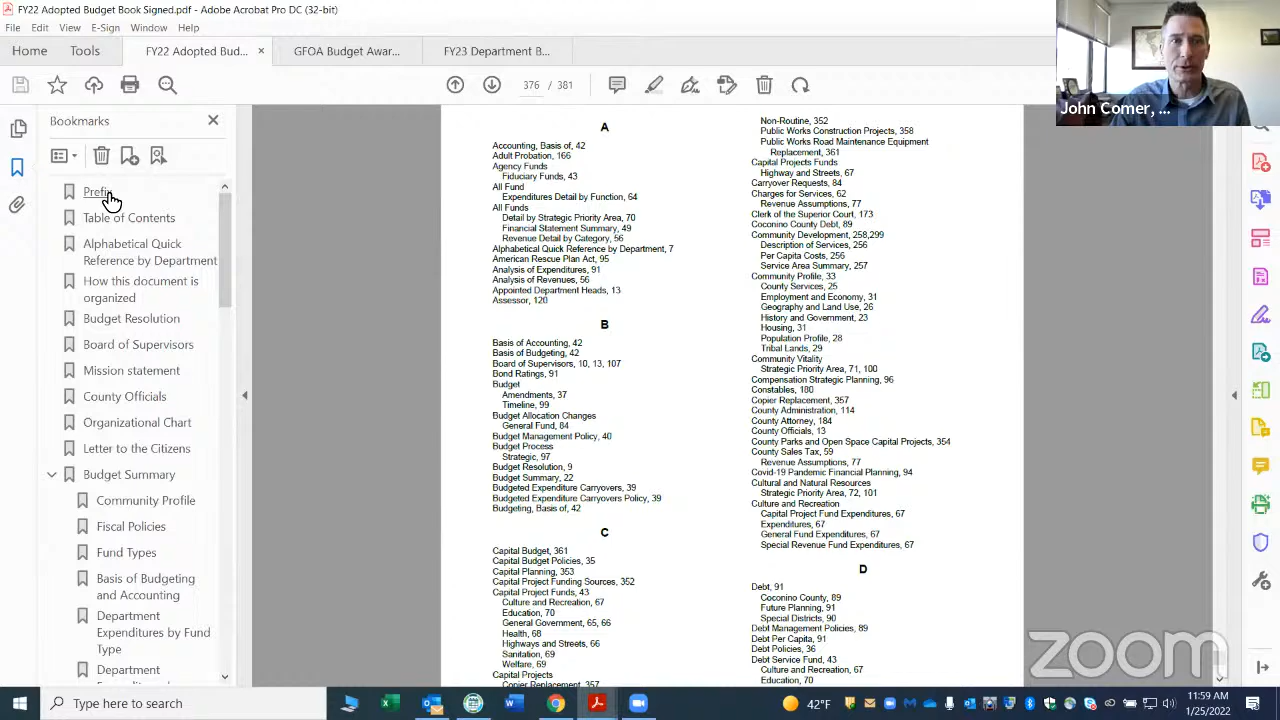 FY22 Adopted Budget Book Signed.pdf - Adobe Acrobat Pro DC (32-bit)
File Edit View E-Sign Window Help
Home Tools FY22 Adopted Bud... × GFOA Budget Awar... FY23 Department B...
376 / 381
John Comer, ...
Bookmarks
Prefix
Table of Contents
Alphabetical Quick
Reference by Department
How this document is
organized
Budget Resolution
Board of Supervisors
Mission statement
County Officials
Organizational Chart
Letter to the Citizens
Budget Summary
Community Profile
Fiscal Policies
Fund Types
Basis of Budgeting
and Accounting
Department
Expenditures by Fund
Type
Department
A
Accounting, Basis of, 42
Adult Probation, 166
Agency Funds
Fiduciary Funds, 43
All Fund
Expenditures Detail by Function, 64
All Funds
Detail by Strategic Priority Area, 70
Financial Statement Summary, 49
Revenue Detail by Category, 56
Alphabetical Quick Reference by Department, 7
American Rescue Plan Act, 95
Analysis of Expenditures, 91
Analysis of Revenues, 56
Appointed Department Heads, 13
Assessor, 120
B
Basis of Accounting, 42
Basis of Budgeting, 42
Board of Supervisors, 10, 13, 107
Bond Ratings, 91
Budget
Amendments, 37
Timeline, 99
Budget Allocation Changes
General Fund, 84
Budget Management Policy, 40
Budget Process
Strategic, 97
Budget Resolution, 9
Budget Summary, 22
Budgeted Expenditure Carryovers, 39
Budgeted Expenditure Carryovers Policy, 39
Budgeting, Basis of, 42
C
Capital Budget, 361
Capital Budget Policies, 35
Capital Planning, 353
Capital Project Funding Sources, 352
Capital Project Funds, 43
Culture and Recreation, 67
Education, 70
General Government, 65, 66
Health, 68
Highways and Streets, 66
Sanitation, 69
Welfare, 69
Capital Projects
Copier Replacement, 357
Non-Routine, 352
Public Works Construction Projects, 358
Public Works Road Maintenance Equipment
Replacement, 361
Capital Projects Funds
Highway and Streets, 67
Carryover Requests, 84
Charges for Services, 62
Revenue Assumptions, 77
Clerk of the Superior Court, 173
Coconino County Debt, 89
Community Development, 258,299
Description of Services, 256
Per Capita Costs, 256
Service Area Summary, 257
Community Profile, 33
County Services, 25
Employment and Economy, 31
Geography and Land Use, 26
History and Government, 23
Housing, 31
Population Profile, 28
Tribal Lands, 29
Community Vitality
Strategic Priority Area, 71, 100
Compensation Strategic Planning, 96
Constables, 180
Copier Replacement, 357
County Administration, 114
County Attorney, 184
County Officials, 13
County Parks and Open Space Capital Projects, 354
County Sales Tax, 59
Revenue Assumptions, 77
Covid-19 Pandemic Financial Planning, 94
Cultural and Natural Resources
Strategic Priority Area, 72, 101
Culture and Recreation
Capital Project Fund Expenditures, 67
Expenditures, 67
General Fund Expenditures, 67
Special Revenue Fund Expenditures, 67
D
Debt, 91
Coconino County, 89
Future Planning, 91
Special Districts, 90
Debt Management Policies, 89
Debt Per Capita, 91
Debt Policies, 36
Debt Service Fund, 43
Culture and Recreation, 67
Education, 70
zoom
Type here to search
42°F
11:59 AM
1/25/2022